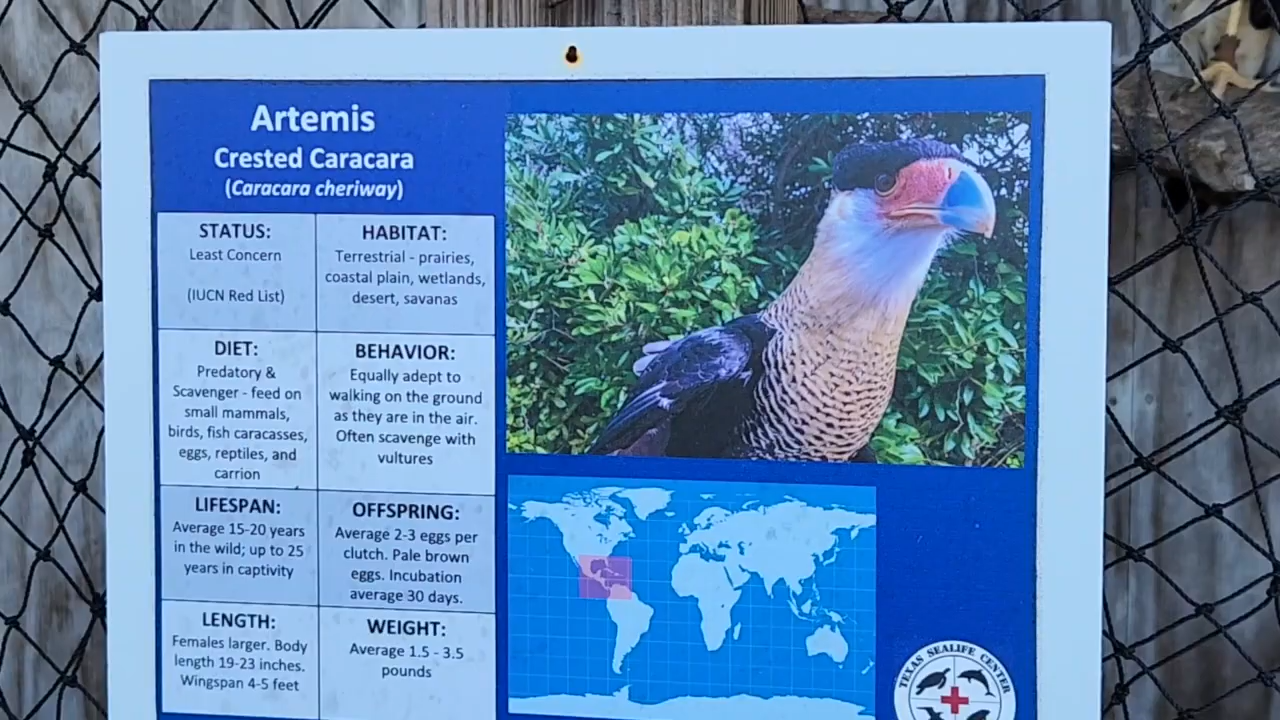 Artemis
Crested Caracara
(Caracara cheriway)
STATUS:
Least Concern
(IUCN Red List)
HABITAT:
Terrestrial - prairies,
coastal plain, wetlands,
desert, savanas
DIET:
Predatory &
Scavenger - feed on
small mammals,
birds, fish caracasses,
eggs, reptiles, and
carrion
BEHAVIOR:
Equally adept to
walking on the ground
as they are in the air.
Often scavenge with
vultures
LIFESPAN:
Average 15-20 years
in the wild; up to 25
years in captivity
OFFSPRING:
Average 2-3 eggs per
clutch. Pale brown
eggs. Incubation
average 30 days.
LENGTH:
Females larger. Body
length 19-23 inches.
Wingspan 4-5 feet
WEIGHT:
Average 1.5 - 3.5
pounds
TEXAS SEALIFE CENTER